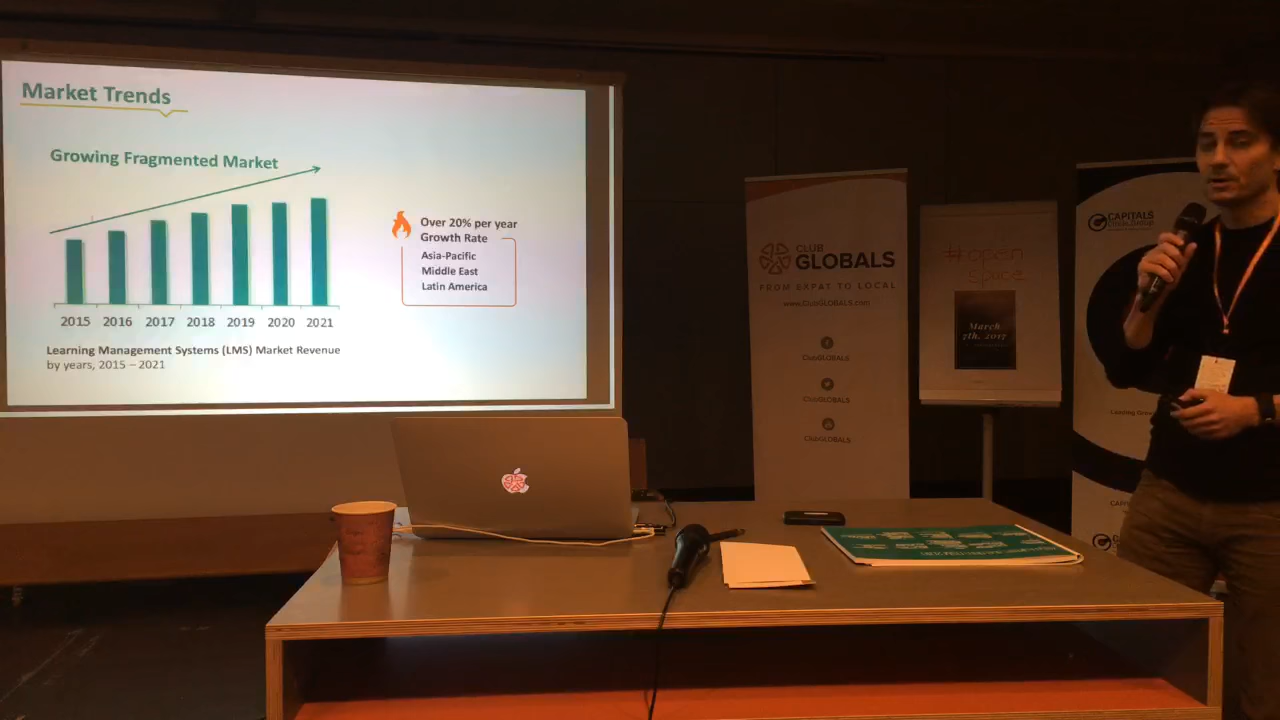 Market Trends
Growing Fragmented Market
2015 2016 2017 2018 2019 2020 2021
Learning Management Systems (LMS) Market Revenue
by years, 2015 – 2021
Over 20% per year
Growth Rate
Asia-Pacific
Middle East
Latin America
CLUB
GLOBALS
FROM EXPAT TO LOCAL
www.ClubGLOBALS.com
ClubGLOBALS
ClubGLOBALS
ClubGLOBALS
#open
space
March
7th, 2017
CAPITALS